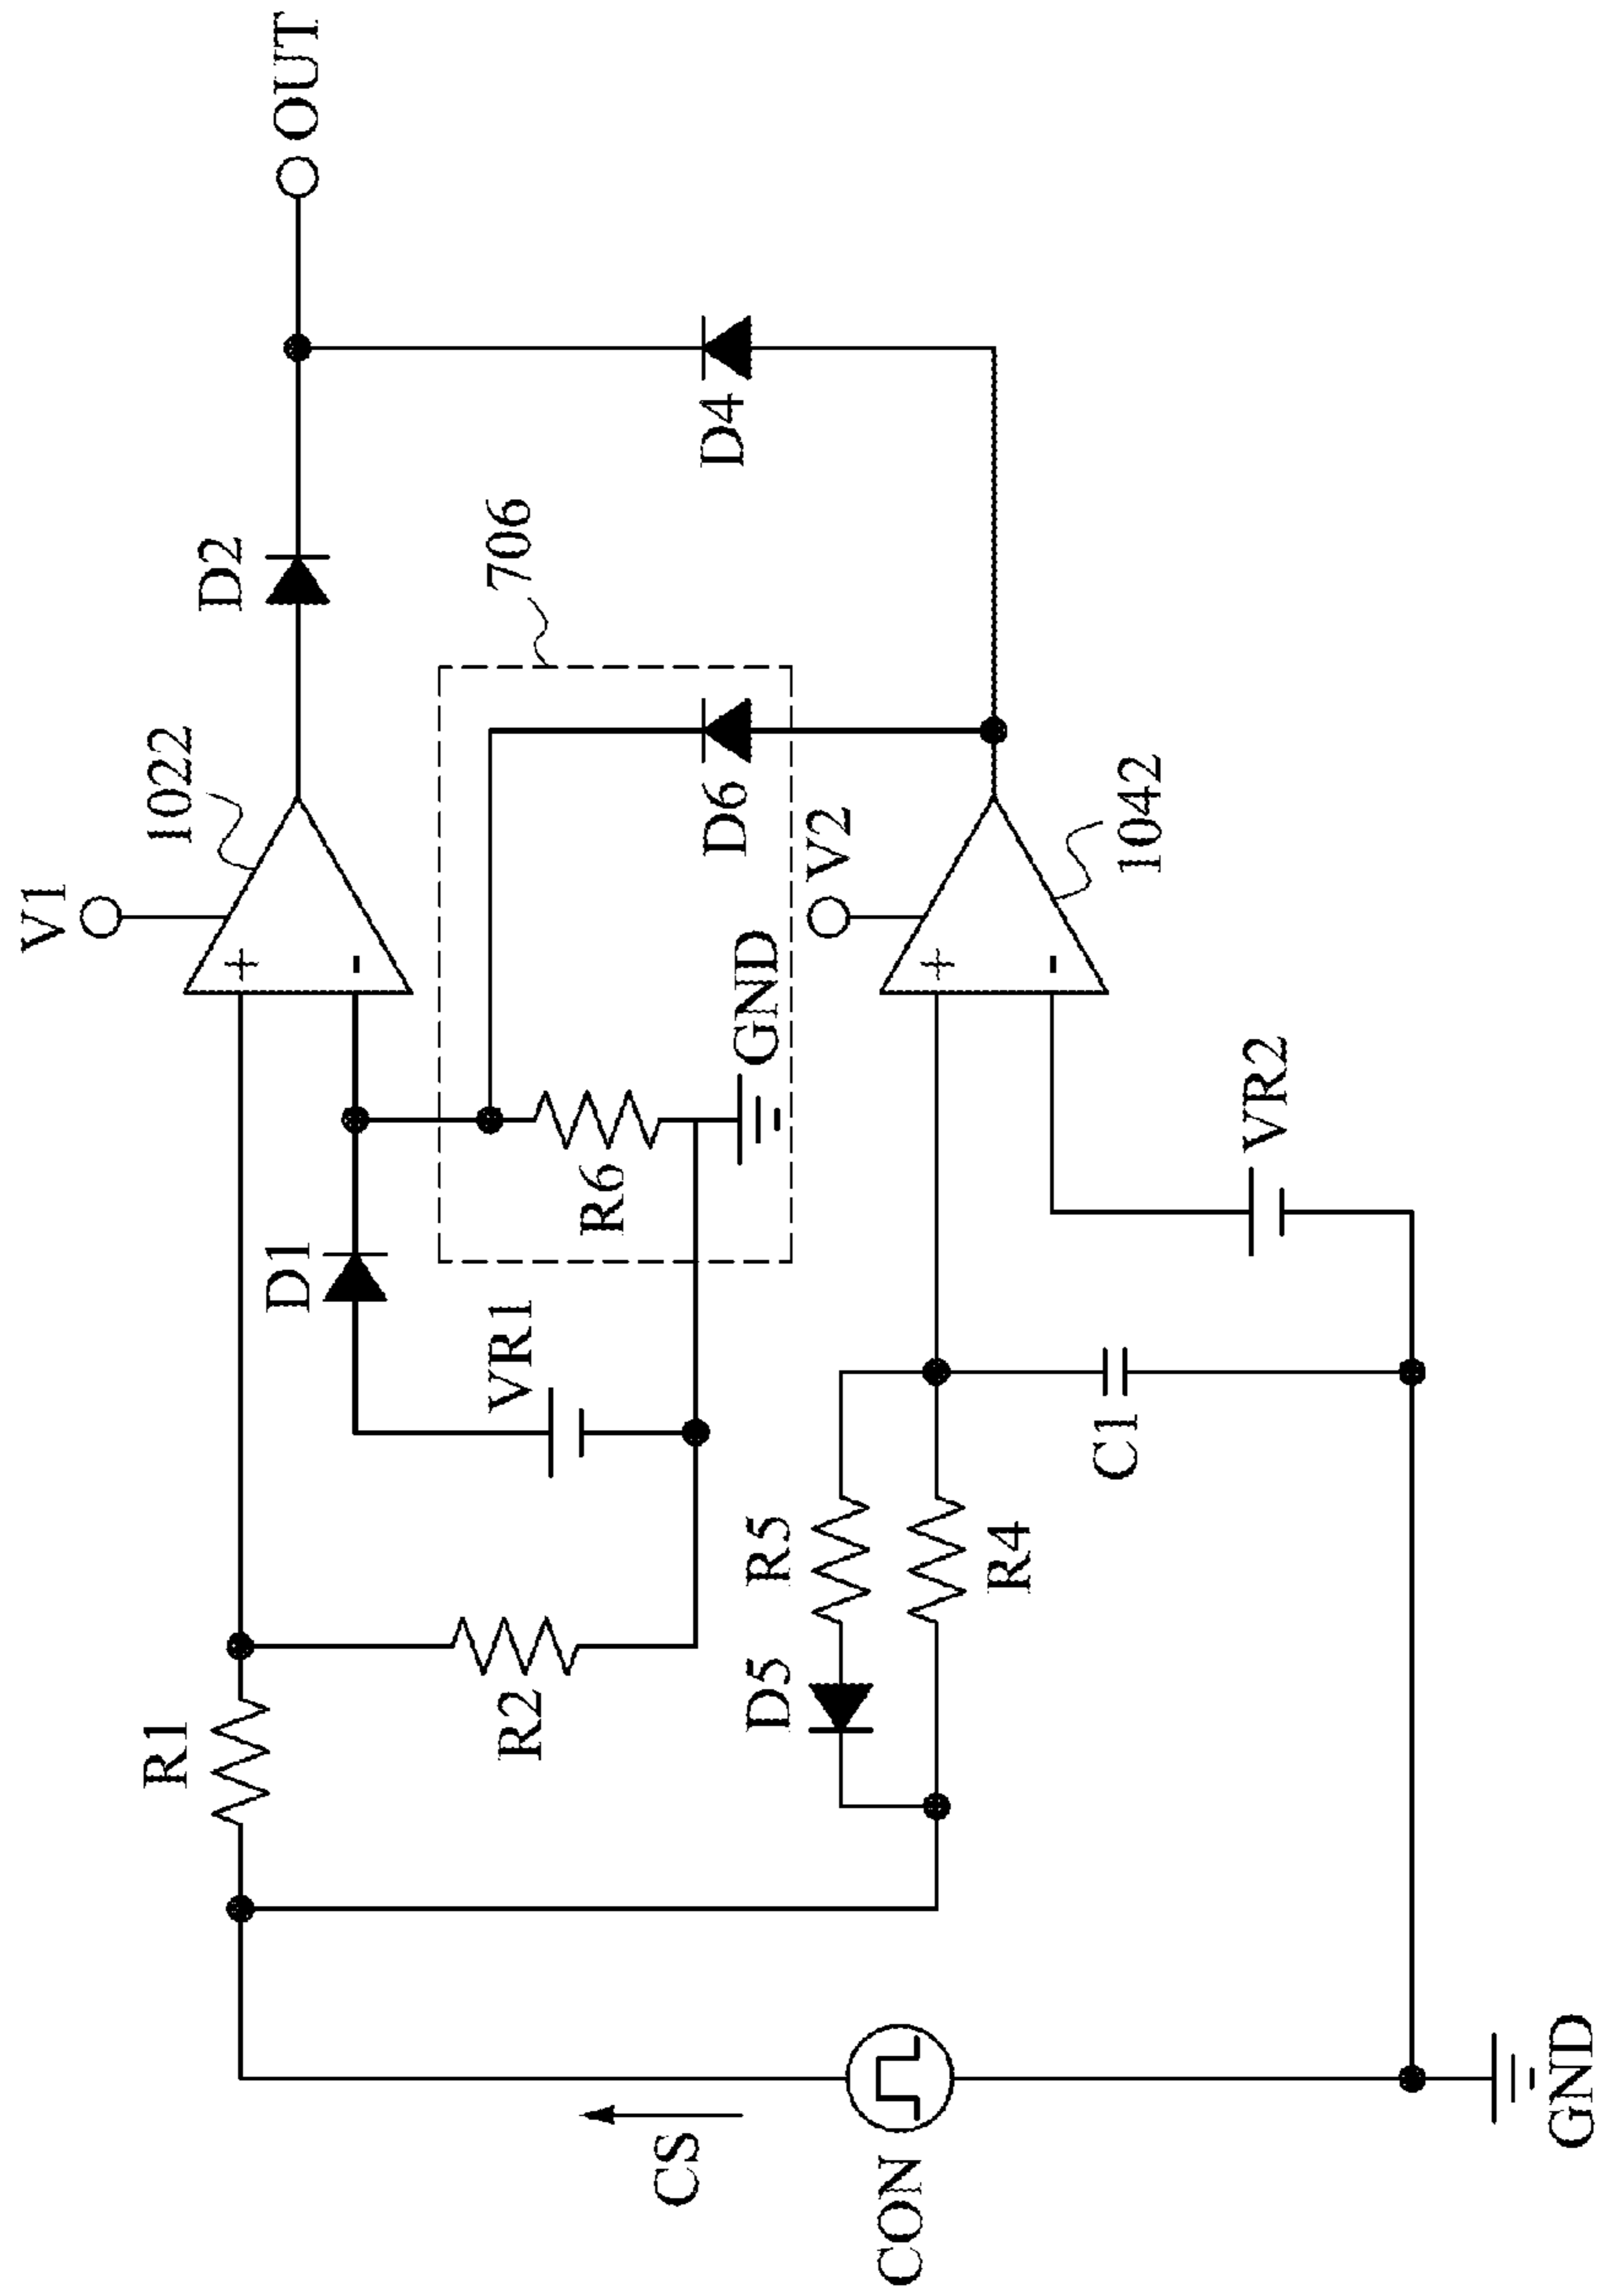 V1
1022
D2
OUT
R1
+
-
D1
706
R2
VR1
R6
D6
D4
GND
V2
D5
R5
R4
+
-
1042
CS
CON
C1
VR2
GND